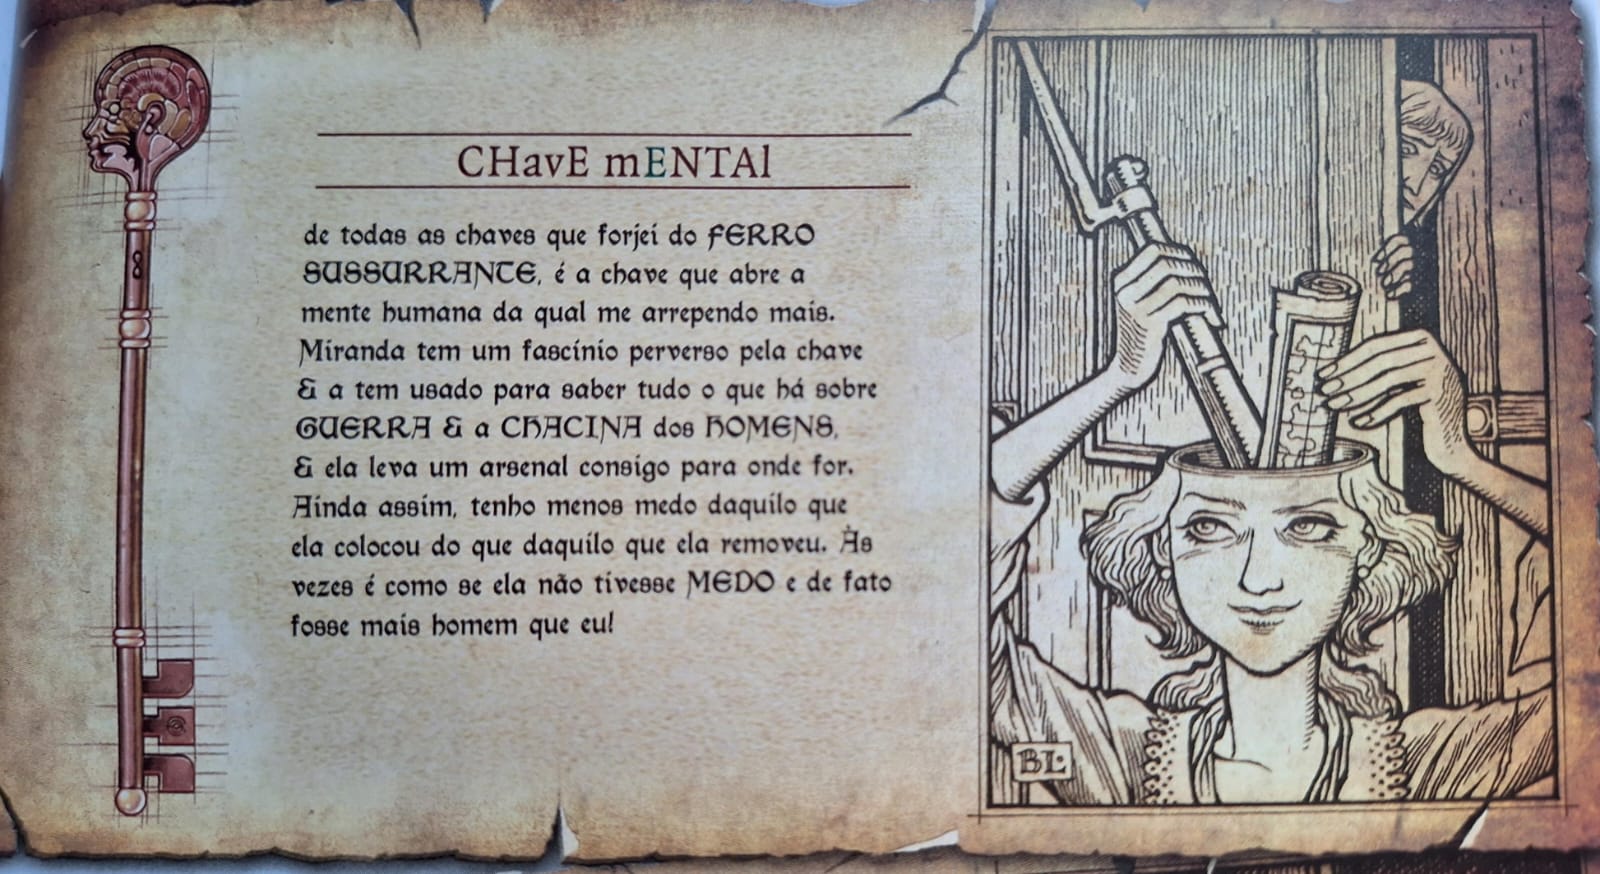 CHavE mENTAl
de todas as chaves que forjei do FERRO
SUSSURRANTE, é a chave que abre a
mente humana da qual me arrependo mais.
Miranda tem um fascínio perverso pela chave
& a tem usado para saber tudo o que há sobre
GUERRA & a CHACINA dos HOMENS,
& ela leva um arsenal consigo para onde for.
Ainda assim, tenho menos medo daquilo que
ela colocou do que daquilo que ela removeu. Às
vezes é como se ela não tivesse MEDO e de fato
fosse mais homem que eu!
BL